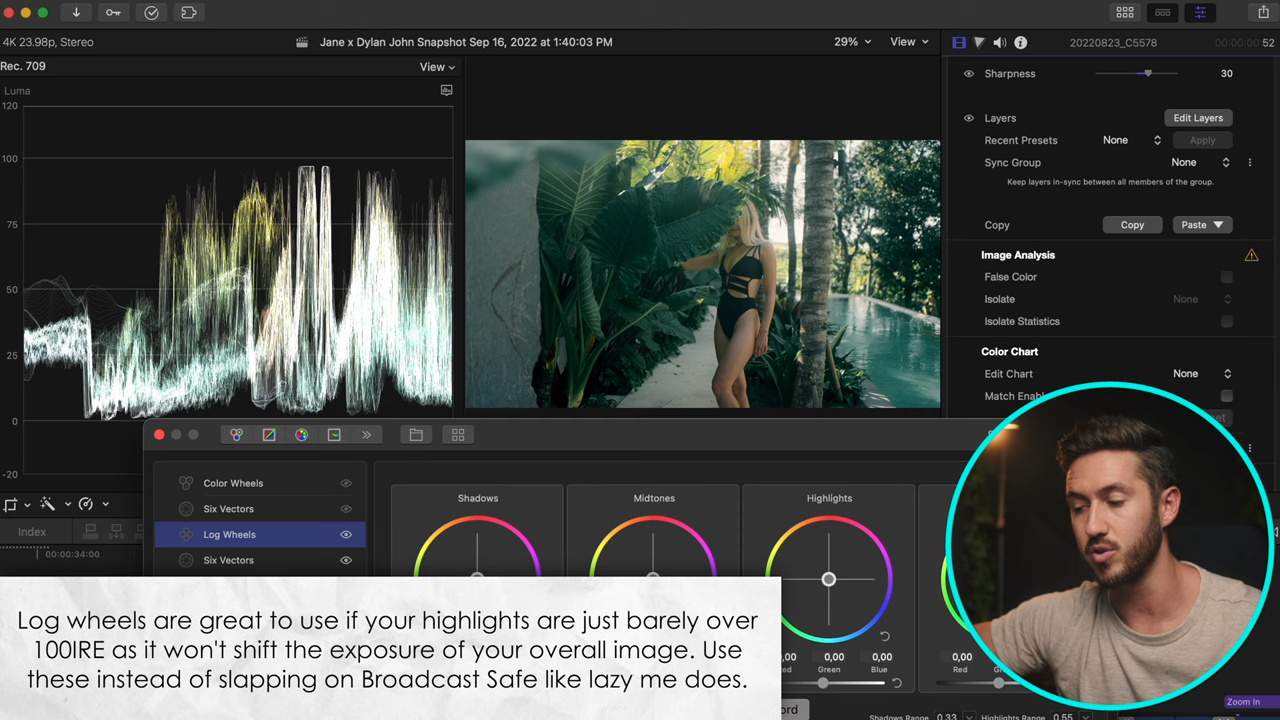 4K 23.98p, Stereo
Jane x Dylan John Snapshot Sep 16, 2022 at 1:40:03 PM
29%
View
20220823_C5578
00:00:00:00
52
Rec. 709
View
Luma
120
100
75
50
25
0
-20
Sharpness
30
Layers
Edit Layers
Recent Presets
None
Apply
Sync Group
None
Keep layers in-sync between all members of the group.
Copy
Copy
Paste
Image Analysis
False Color
Isolate
None
Isolate Statistics
Color Chart
Edit Chart
None
Match
Index
00:00:34:00
Color Wheels
Six Vectors
Log Wheels
Six Vectors
Shadows
Midtones
Highlights
0,00
0,00
Green
Blue
0,00
0,00
Red
Green
Shadows Range
0.33
Highlights Range
0.55
Zoom In
Log wheels are great to use if your highlights are just barely over
100IRE as it won't shift the exposure of your overall image. Use
these instead of slapping on Broadcast Safe like lazy me does.